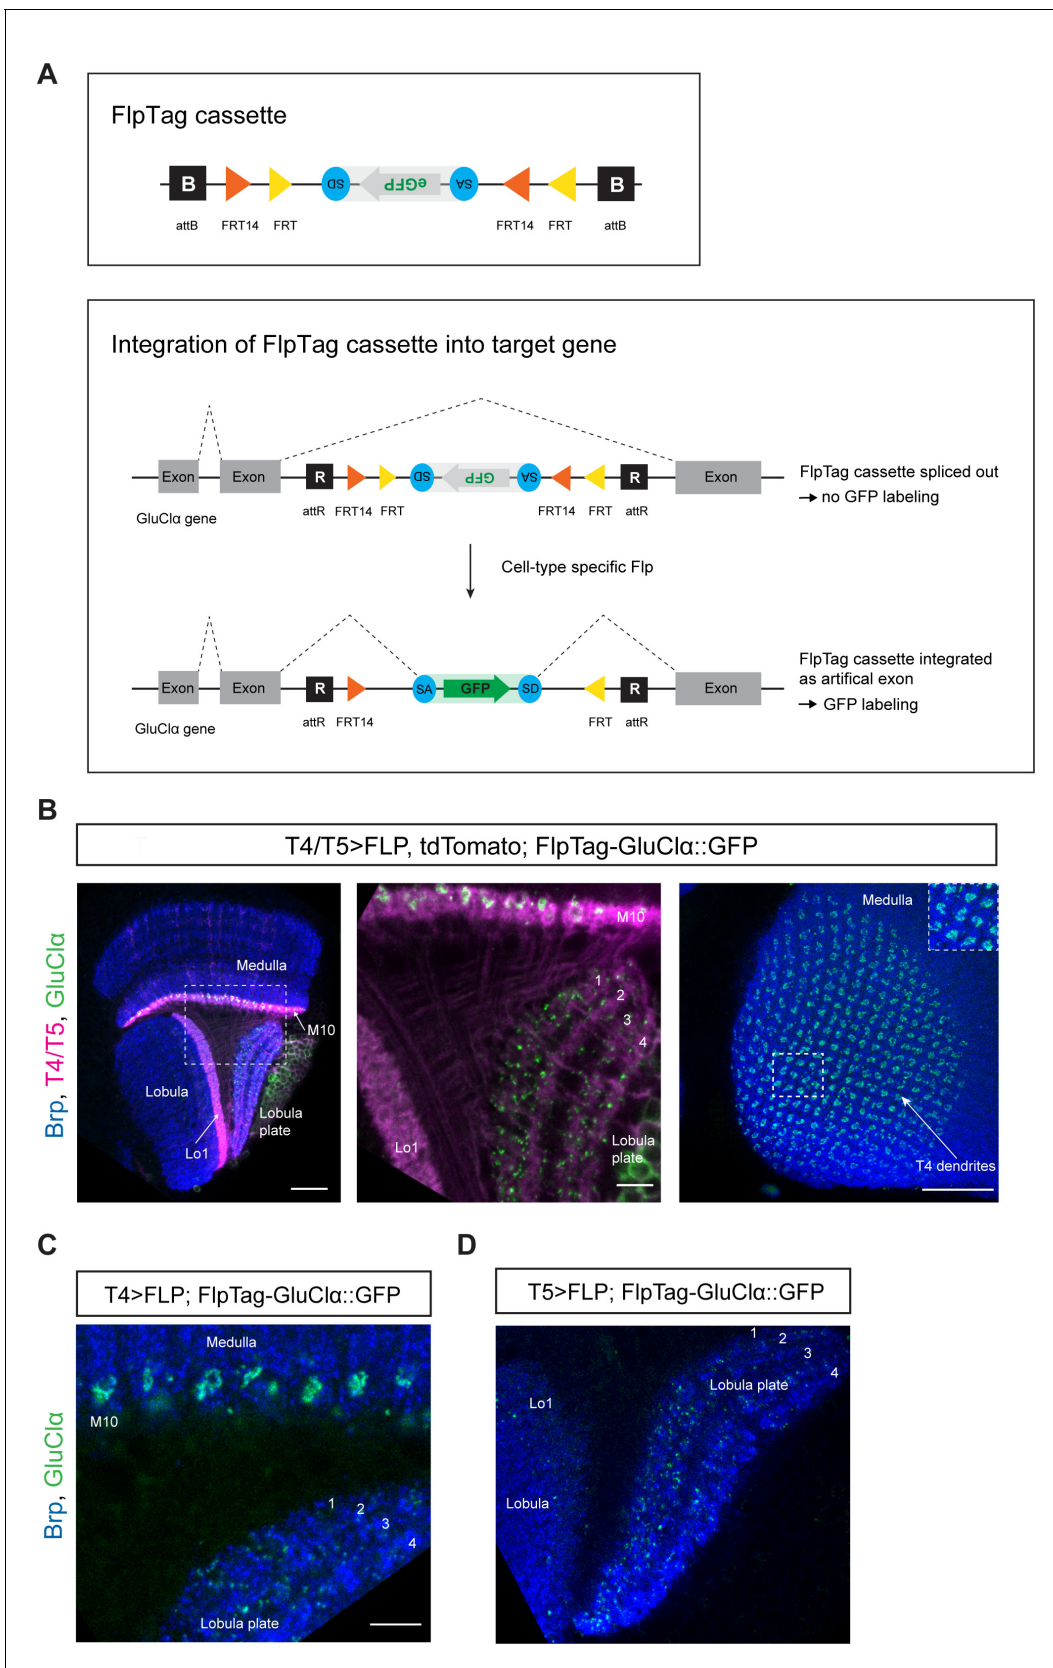 A
FlpTag cassette
B SD eGFP SA B
attB FRT14 FRT FRT14 FRT attB
Integration of FlpTag cassette into target gene
Exon Exon R SD GFP SA R Exon
FlpTag cassette spliced out
→ no GFP labeling
attR FRT14 FRT FRT14 FRT attR
GluClα gene
Cell-type specific Flp
Exon Exon R SA GFP SD R Exon
FlpTag cassette integrated
as artifical exon
→ GFP labeling
attR FRT14 FRT attR
GluClα gene
B
T4/T5>FLP, tdTomato; FlpTag-GluClα::GFP
Brp, T4/T5, GluClα
Medulla
M10
Lobula
Lobula
plate
Lo1
M10
1
2
3
4
Lo1
Lobula
plate
Medulla
T4 dendrites
C
T4>FLP; FlpTag-GluClα::GFP
Brp, GluClα
Medulla
M10
1
2
3
4
Lobula plate
D
T5>FLP; FlpTag-GluClα::GFP
1
2
3
4
Lobula plate
Lo1
Lobula